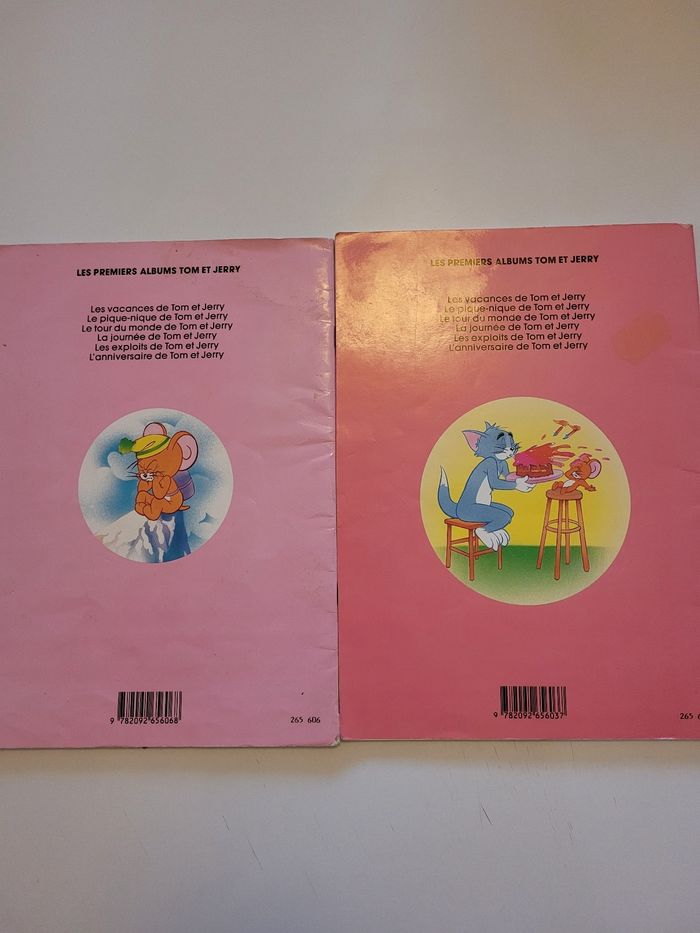 LES PREMIERS ALBUMS TOM ET JERRY
Les vacances de Tom et Jerry
Le pique-nique de Tom et Jerry
Le tour du monde de Tom et Jerry
La journée de Tom et Jerry
Les exploits de Tom et Jerry
L'anniversaire de Tom et Jerry
9 782092 656068
265 606
LES PREMIERS ALBUMS TOM ET JERRY
Les vacances de Tom et Jerry
Le pique-nique de Tom et Jerry
Le tour du monde de Tom et Jerry
La journée de Tom et Jerry
Les exploits de Tom et Jerry
L'anniversaire de Tom et Jerry
9 782092 656037
265